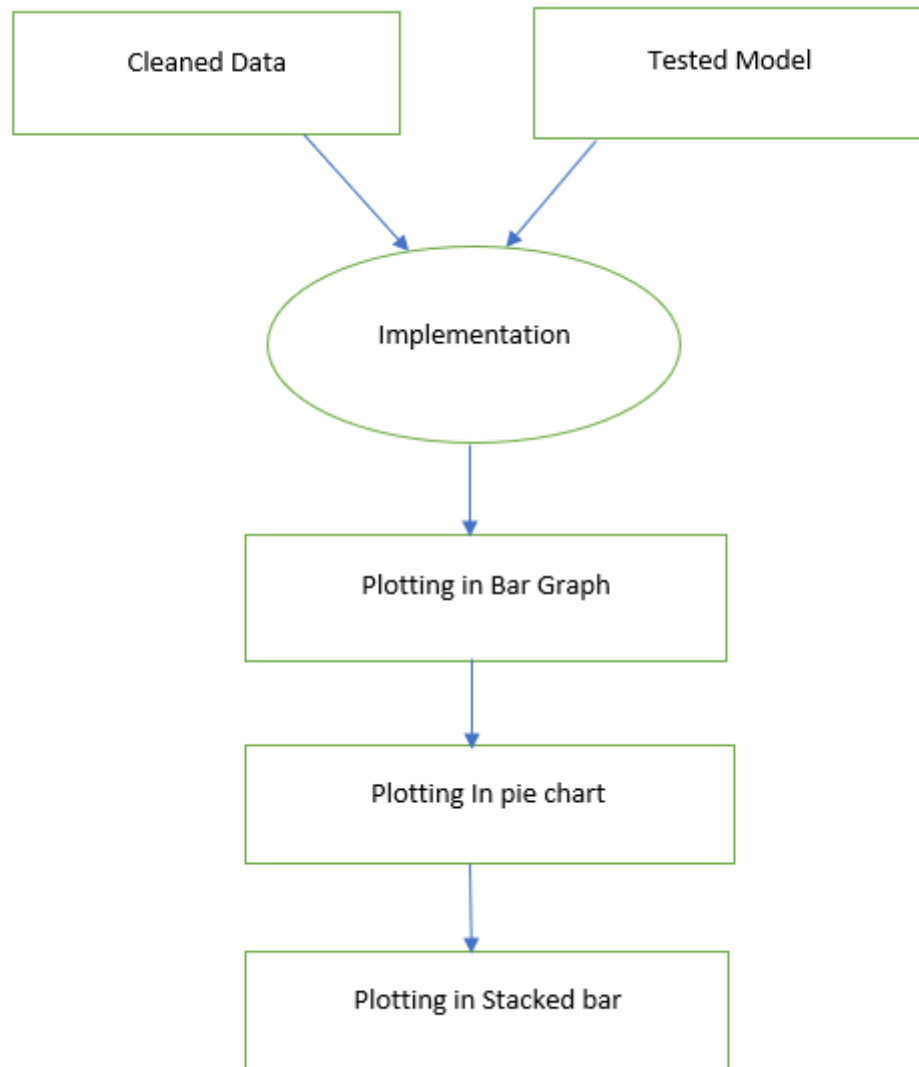 Cleaned Data
Tested Model
Implementation
Plotting in Bar Graph
Plotting In pie chart
Plotting in Stacked bar